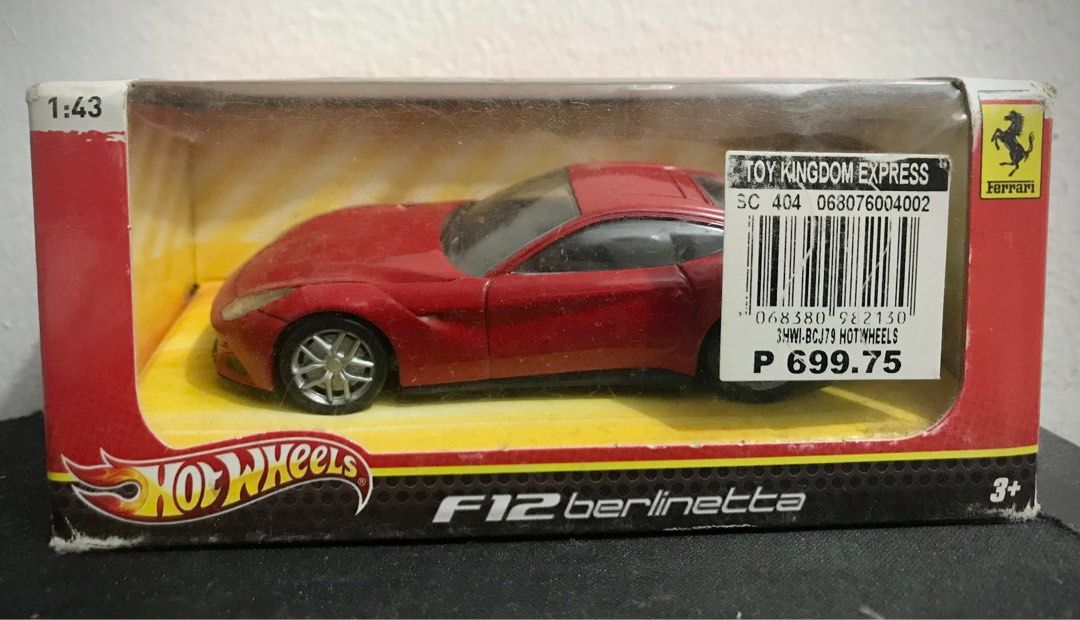 1:43
Ferrari
TOY KINGDOM EXPRESS
SC 404 068076004002
068380 982130
3HWI-BCJ79 HOTWHEELS
P 699.75
HOT WHEELS®
F12 berlinetta
3+